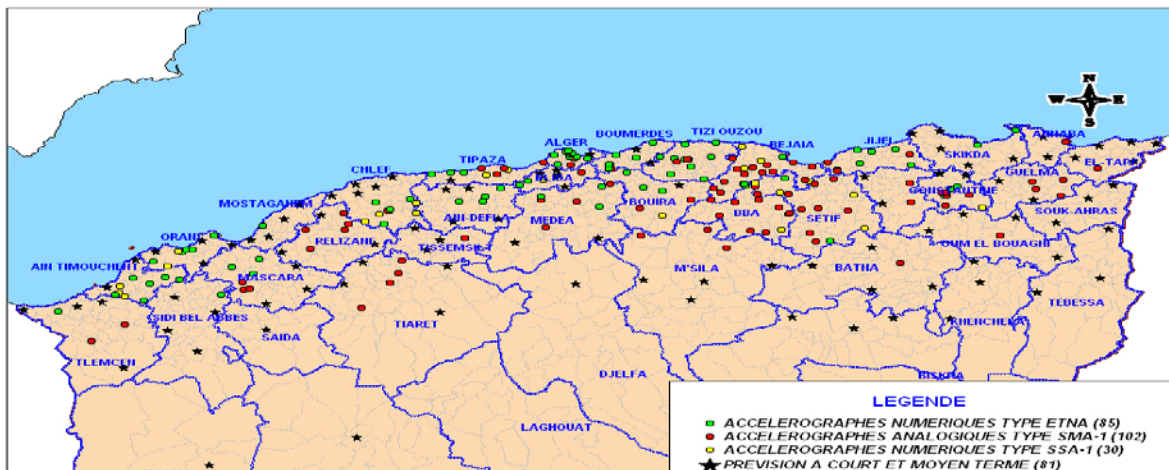 N
W E
S
BOUMERDES TIZI OUZOU
ALGER
BEJAIA
JIJEL
SKIKDA
ANNABA
EL-TARF
TIPAZA
CHLEF
GUELMA
CONSTANTINE
SOUK-AHRAS
MOSTAGANEM
AIN-DEFLA
MEDEA
BOUIRA
BBA
SETIF
ORAN
RELIZANE
TISSEMSILT
OUM EL BOUAGHI
AIN TIMOUCHENT
MASCARA
M'SILA
BATNA
TEBESSA
SIDI BEL ABBES
SAIDA
TIARET
KHENCHELA
TLEMCEN
DJELFA
BISKRA
LAGHOUAT
LEGENDE
ACCELEROGRAPHES NUMERIQUES TYPE ETNA (85)
ACCELEROGRAPHES ANALOGIQUES TYPE SMA-1 (102)
ACCELEROGRAPHES NUMERIQUES TYPE SSA-1 (30)
PREVISION A COURT ET MOYEN TERME (81)